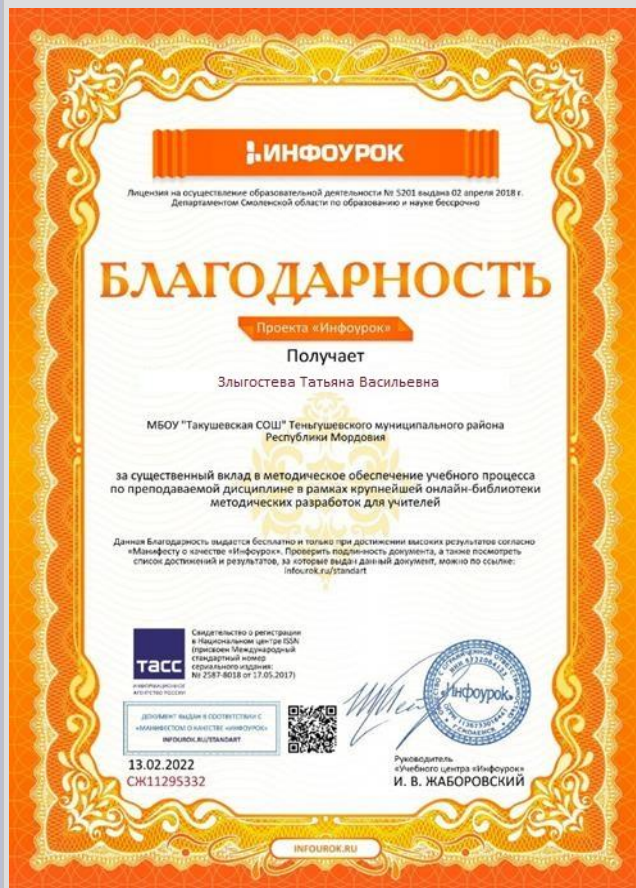 ИНФОУРОК
Лицензия на осуществление образовательной деятельности № 5201 выдана 02 апреля 2018 г.
Департаментом Смоленской области по образованию и науке бессрочно
БЛАГОДАРНОСТЬ
Проекта «Инфоурок»
Получает
Злыгостева Татьяна Васильевна
МБОУ "Такушевская СОШ" Теньгушевского муниципального района
Республики Мордовия
за существенный вклад в методическое обеспечение учебного процесса
по преподаваемой дисциплине в рамках крупнейшей онлайн-библиотеки
методических разработок для учителей
Данная Благодарность выдается бесплатно и только при достижении высоких результатов согласно
«Манифесту о качестве «Инфоурок». Проверить подлинность документа, а также посмотреть
список достижений и результатов, за которые выдан данный документ, можно по ссылке:
infourok.ru/standart
Свидетельство о регистрации
в Национальном центре ISSN
(присвоен Международный
стандартный номер
сериального издания:
№ 2587-8018 от 17.05.2017)
ТАСС
ИНФОРМАЦИОННОЕ
АГЕНТСТВО РОССИИ
ДОКУМЕНТ ВЫДАН В СООТВЕТСТВИИ С
«МАНИФЕСТОМ О КАЧЕСТВЕ «ИНФОУРОК»
INFOUROK.RU/STANDART
«Инфоурок»
13.02.2022
СЖ11295332
Руководитель
«Учебного центра «Инфоурок»
И. В. ЖАБОРОВСКИЙ
INFOUROK.RU